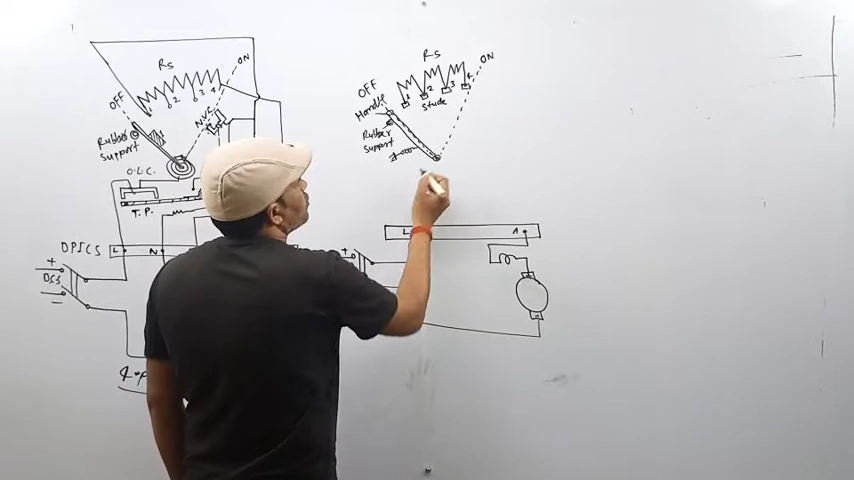 Rs
ON
OFF
1
2
3
4
N.V.C
Rubber
support
O.L.C.
T.P.
DPICS
L
N
+
DCS
-
Rs
ON
OFF
1
2
3
4
Stude
Handle
Rubber
support
L
A
+